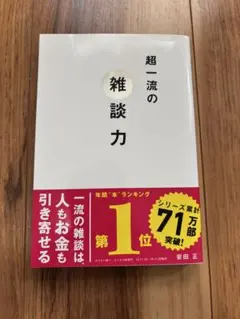 超一流の
雑談力
一流の雑談は
人もお金も
引き寄せる
年間"本"ランキング
第1位
シリーズ累計
71万部
突破!
安田 正